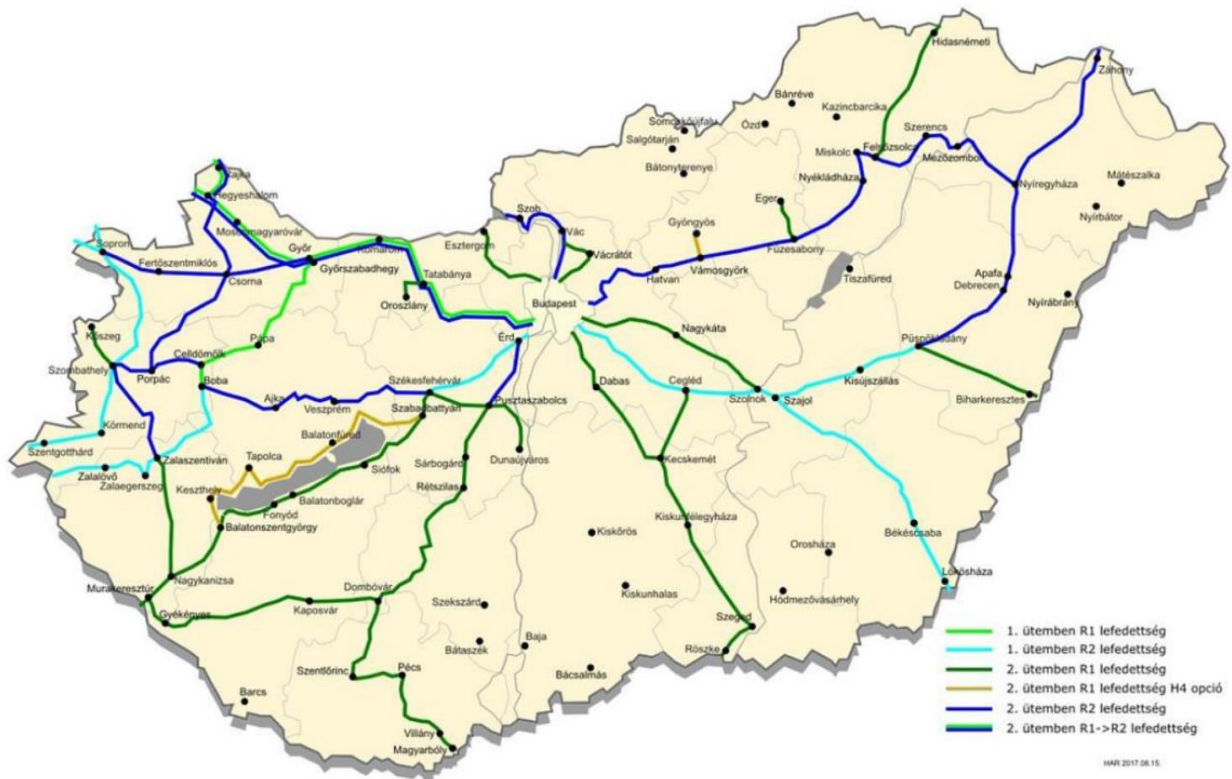 Hidasnémeti
Záhony
Bánréve
Kazincbarcika
Ózd
Somoskőújfalu
Salgótarján
Bátonyterenye
Szerencs
Felsőzsolca
Miskolc
Mezőzombor
Nyékládháza
Nyíregyháza
Mátészalka
Nyírbátor
Rajka
Hegyeshalom
Mosonmagyaróvár
Sopron
Fertőszentmiklós
Csorna
Győr
Győrszabadhegy
Komárom
Tatabánya
Oroszlány
Esztergom
Szob
Vác
Vácrátót
Eger
Gyöngyös
Füzesabony
Vámosgyörk
Hatvan
Tiszafüred
Apafa
Debrecen
Nyírábrány
Budapest
Kőszeg
Pápa
Celldömölk
Szombathely
Porpác
Boba
Érd
Nagykáta
Püspökladány
Ajka
Veszprém
Székesfehérvár
Szabadbattyán
Pusztaszabolcs
Dabas
Cegléd
Szolnok
Szajol
Kisújszállás
Biharkeresztes
Körmend
Szentgotthárd
Zalaszentiván
Zalalövő
Zalaegerszeg
Tapolca
Balatonfüred
Keszthely
Siófok
Balatonboglár
Fonyód
Balatonszentgyörgy
Sárbogárd
Rétszilas
Dunaújváros
Kecskemét
Kiskunfélegyháza
Kiskőrös
Orosháza
Békéscsaba
Lőkösháza
Nagykanizsa
Murakeresztúr
Gyékényes
Kaposvár
Dombóvár
Szekszárd
Kiskunhalas
Hódmezővásárhely
Szeged
Röszke
Baja
Bátaszék
Bácsalmás
Szentlőrinc
Pécs
Barcs
Villány
Magyarbóly
1. ütemben R1 lefedettség
1. ütemben R2 lefedettség
2. ütemben R1 lefedettség
2. ütemben R1 lefedettség H4 opció
2. ütemben R2 lefedettség
2. ütemben R1->R2 lefedettség
HAR 2017.08.15.